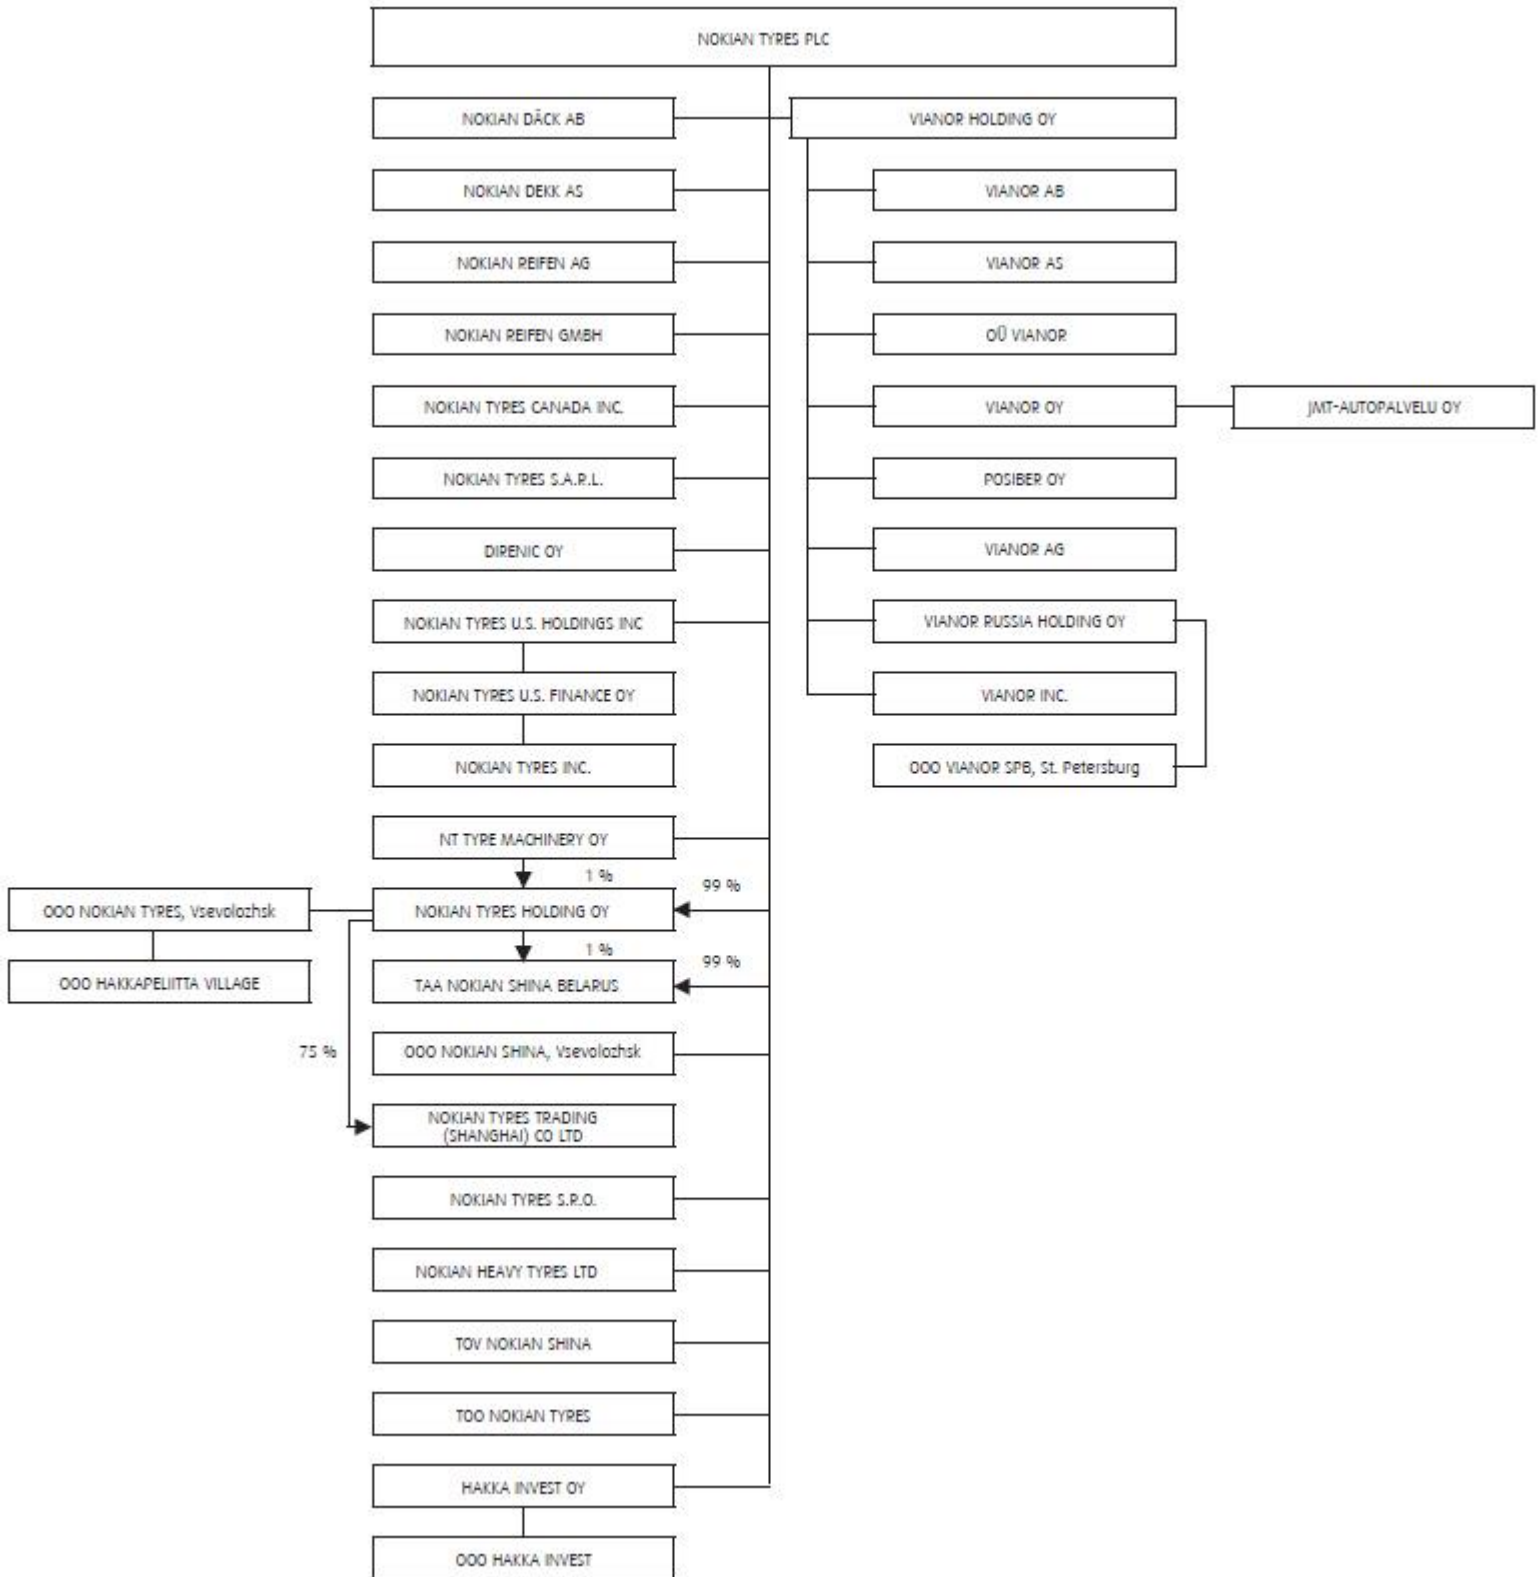 NOKIAN TYRES PLC
NOKIAN DÄCK AB
VIANOR HOLDING OY
NOKIAN DEKK AS
VIANOR AB
NOKIAN REIFEN AG
VIANOR AS
NOKIAN REIFEN GMBH
OÜ VIANOR
NOKIAN TYRES CANADA INC.
VIANOR OY
JMT-AUTOPALVELU OY
NOKIAN TYRES S.A.R.L.
POSIBER OY
DIRENIC OY
VIANOR AG
NOKIAN TYRES U.S. HOLDINGS INC
VIANOR RUSSIA HOLDING OY
NOKIAN TYRES U.S. FINANCE OY
VIANOR INC.
NOKIAN TYRES INC.
OOO VIANOR SPB, St. Petersburg
NT TYRE MACHINERY OY
1 %
99 %
OOO NOKIAN TYRES, Vsevolozhsk
NOKIAN TYRES HOLDING OY
1 %
99 %
OOO HAKKAPELIITTA VILLAGE
TAA NOKIAN SHINA BELARUS
75 %
OOO NOKIAN SHINA, Vsevolozhsk
NOKIAN TYRES TRADING
(SHANGHAI) CO LTD
NOKIAN TYRES S.R.O.
NOKIAN HEAVY TYRES LTD
TOV NOKIAN SHINA
TOO NOKIAN TYRES
HAKKA INVEST OY
OOO HAKKA INVEST